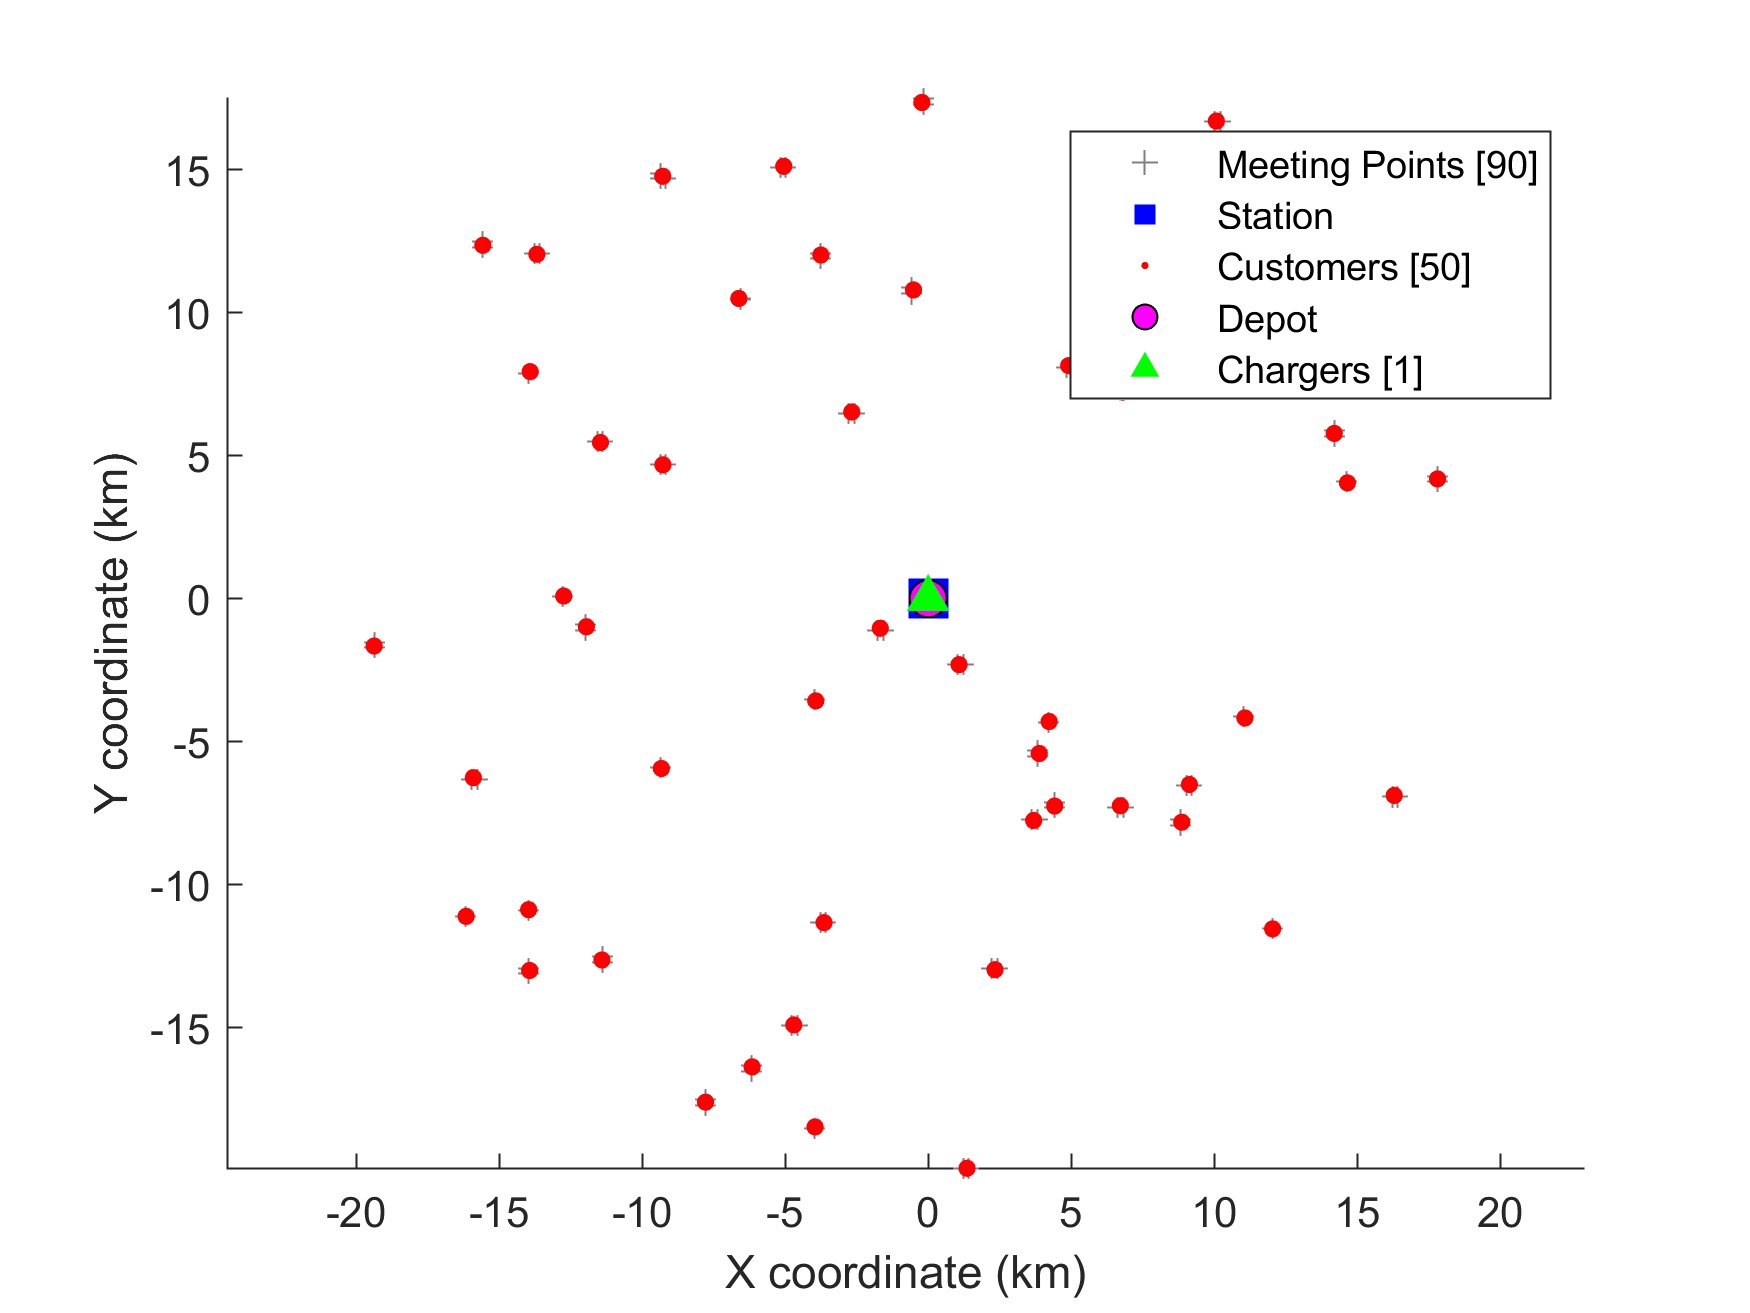 15
10
5
0
-5
-10
-15
Y coordinate (km)
Meeting Points [90]
Station
Customers [50]
Depot
Chargers [1]
-20 -15 -10 -5 0 5 10 15 20
X coordinate (km)